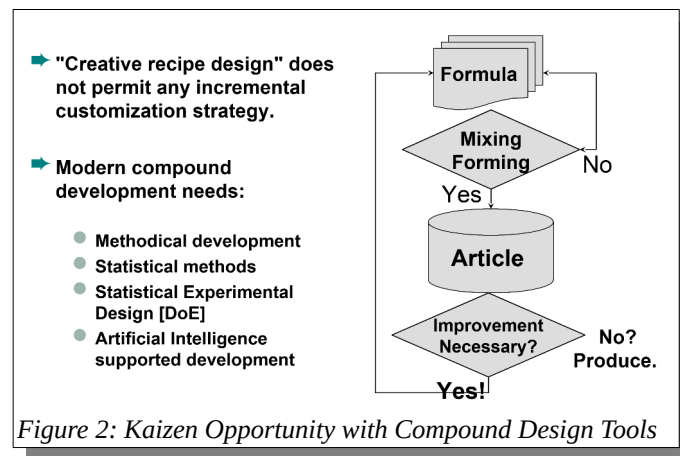 "Creative recipe design" does
not permit any incremental
customization strategy.
Modern compound
development needs:
Methodical development
Statistical methods
Statistical Experimental
Design [DoE]
Artificial Intelligence
supported development
Formula
Mixing
Forming
No
Yes
Article
Improvement
Necessary?
No?
Produce.
Yes!
Figure 2: Kaizen Opportunity with Compound Design Tools